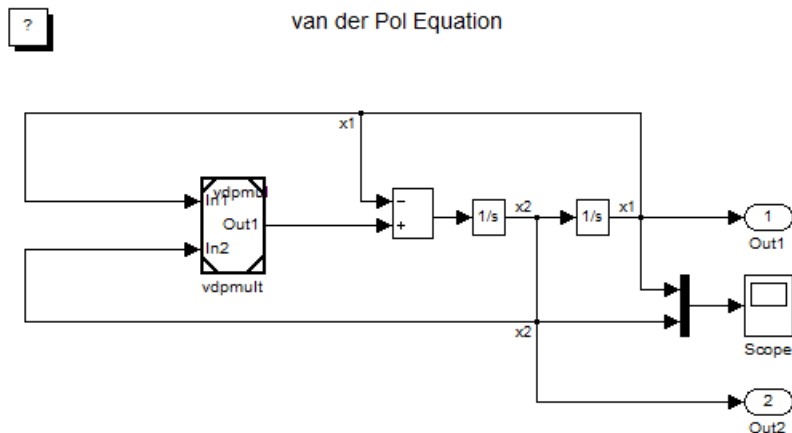 ?
van der Pol Equation
x1
vdpmul
In1
Out1
In2
vdpmult
−
+
1/s
x2
1/s
x1
1
Out1
x2
Scope
2
Out2